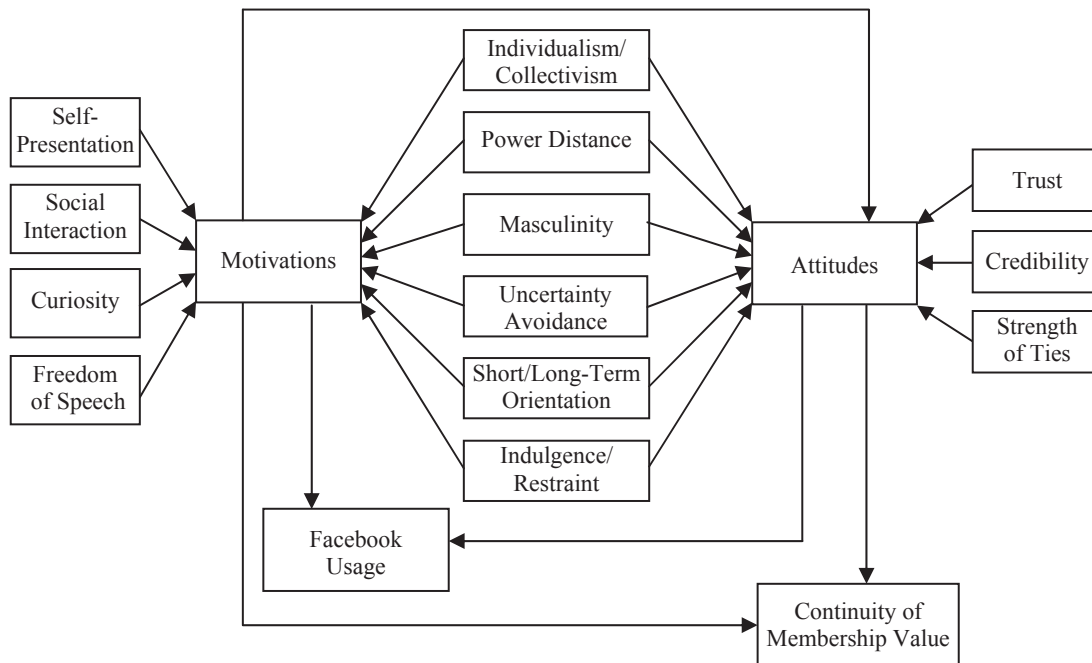 Self-
Presentation
Social
Interaction
Curiosity
Freedom
of Speech
Motivations
Individualism/
Collectivism
Power Distance
Masculinity
Uncertainty
Avoidance
Short/Long-Term
Orientation
Indulgence/
Restraint
Attitudes
Trust
Credibility
Strength
of Ties
Facebook
Usage
Continuity of
Membership Value